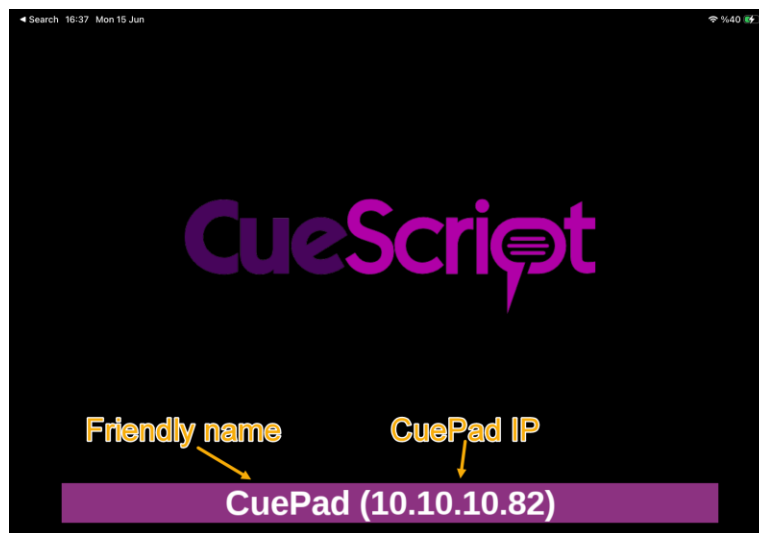 ◄ Search 16:37 Mon 15 Jun %40
CueScript
Friendly name CuePad IP
CuePad (10.10.10.82)